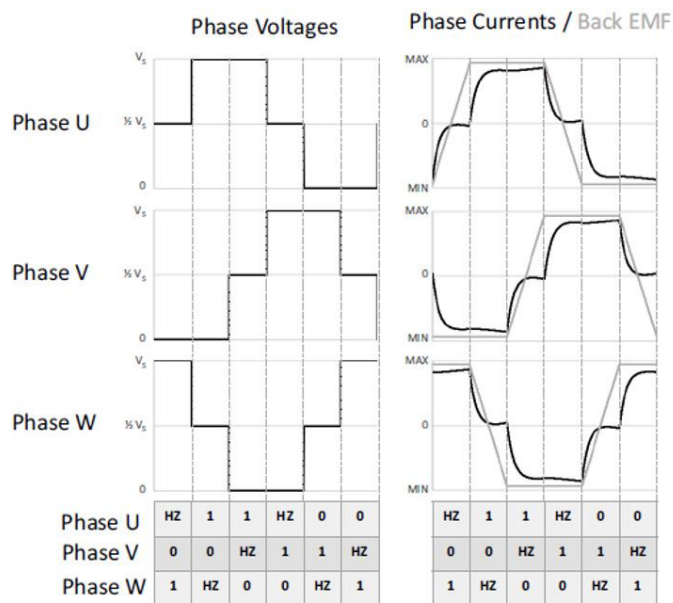 Phase Voltages
Phase Currents / Back EMF
Phase U
Vs
½ Vs
0
MAX
0
MIN
Phase V
Vs
½ Vs
0
MAX
0
MIN
Phase W
Vs
½ Vs
0
MAX
0
MIN
Phase U HZ 1 1 HZ 0 0 HZ 1 1 HZ 0 0
Phase V 0 0 HZ 1 1 HZ 0 0 HZ 1 1 HZ
Phase W 1 HZ 0 0 HZ 1 1 HZ 0 0 HZ 1